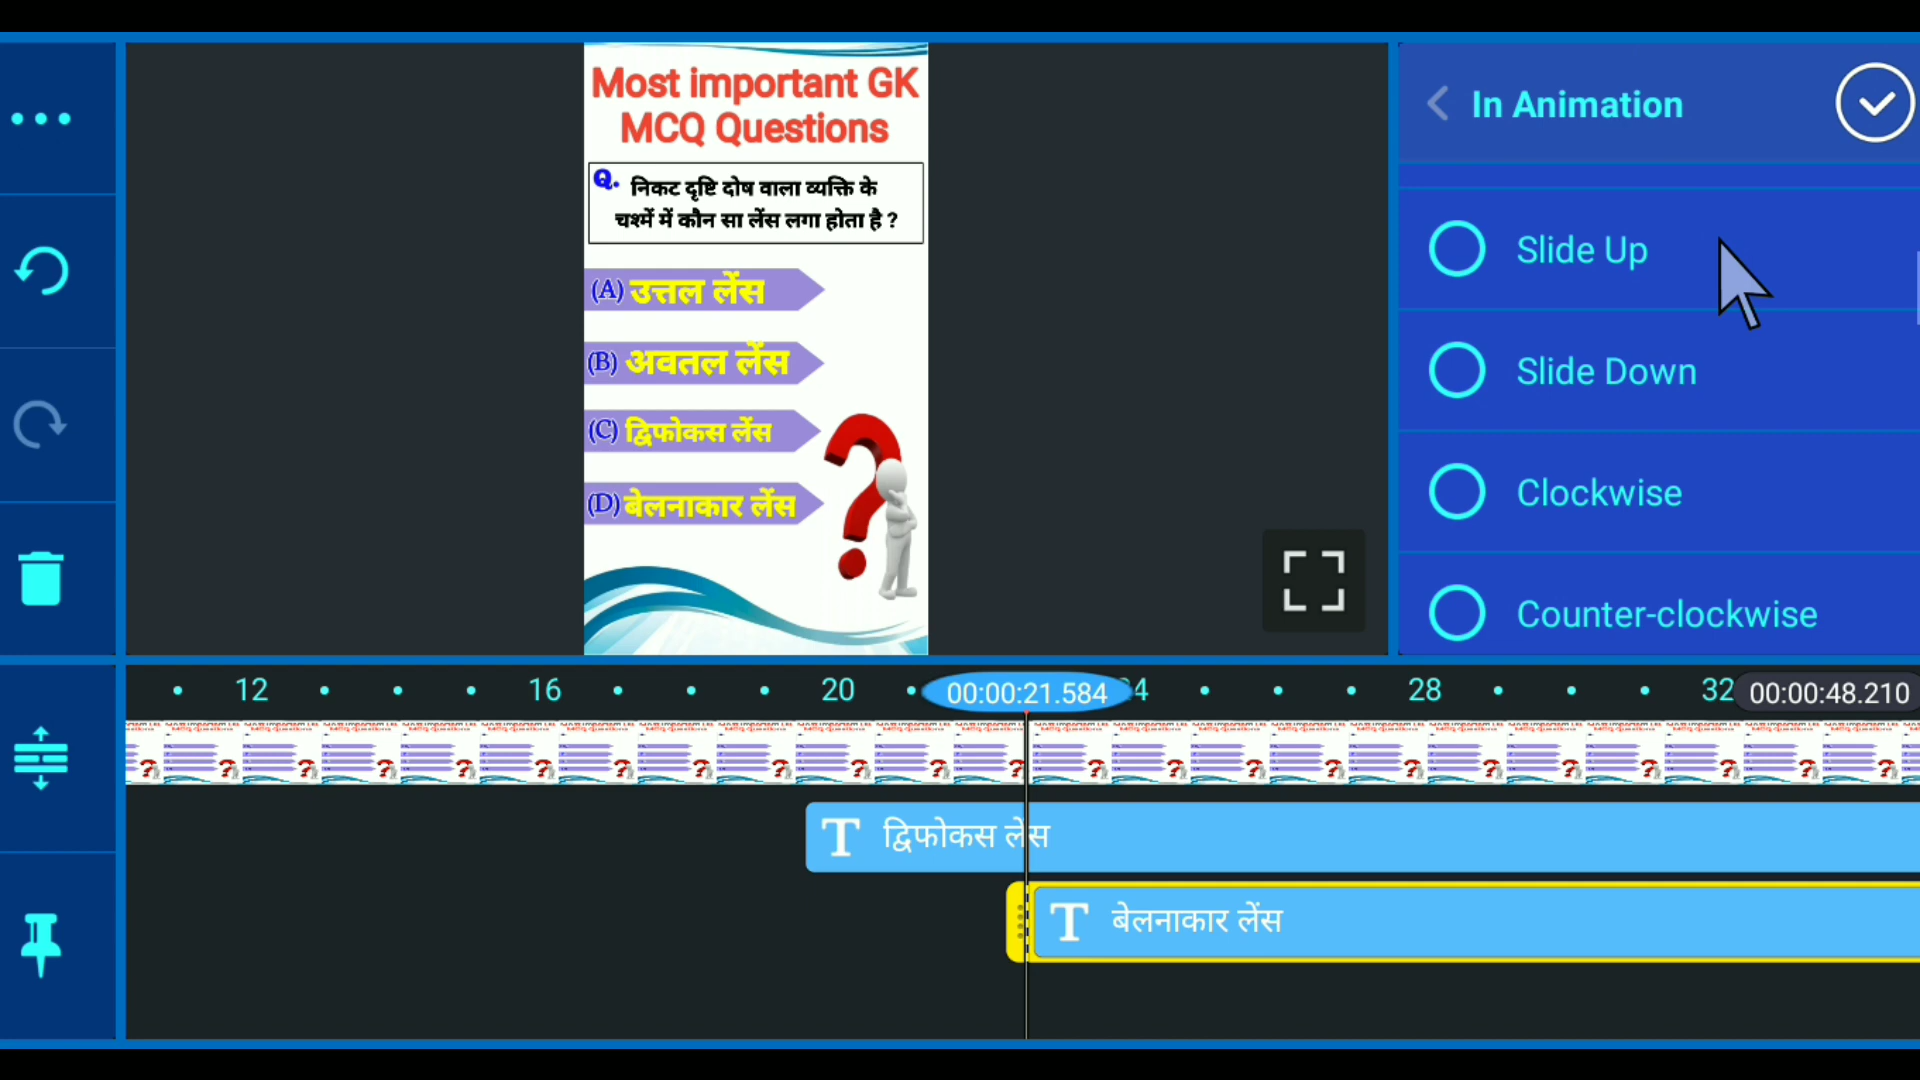 Most important GK
MCQ Questions
Q. निकट दृष्टि दोष वाला व्यक्ति के
चश्में में कौन सा लेंस लगा होता है ?
(A) उत्तल लेंस
(B) अवतल लेंस
(C) द्विफोकस लेंस
(D) बेलनाकार लेंस
In Animation
Slide Up
Slide Down
Clockwise
Counter-clockwise
12 16 20 00:00:21.584 24 28 32 00:00:48.210
T द्विफोकस लेंस
T बेलनाकार लेंस